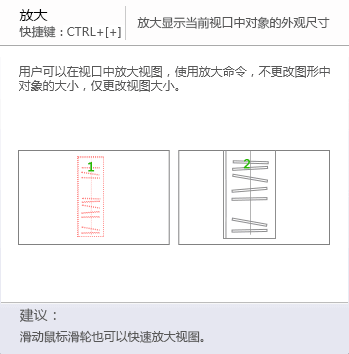 放大
快捷键：CTRL+[+]
放大显示当前视口中对象的外观尺寸
用户可以在视口中放大视图，使用放大命令，不更改图形中
对象的大小，仅更改视图大小。
1
2
建议：
滑动鼠标滑轮也可以快速放大视图。